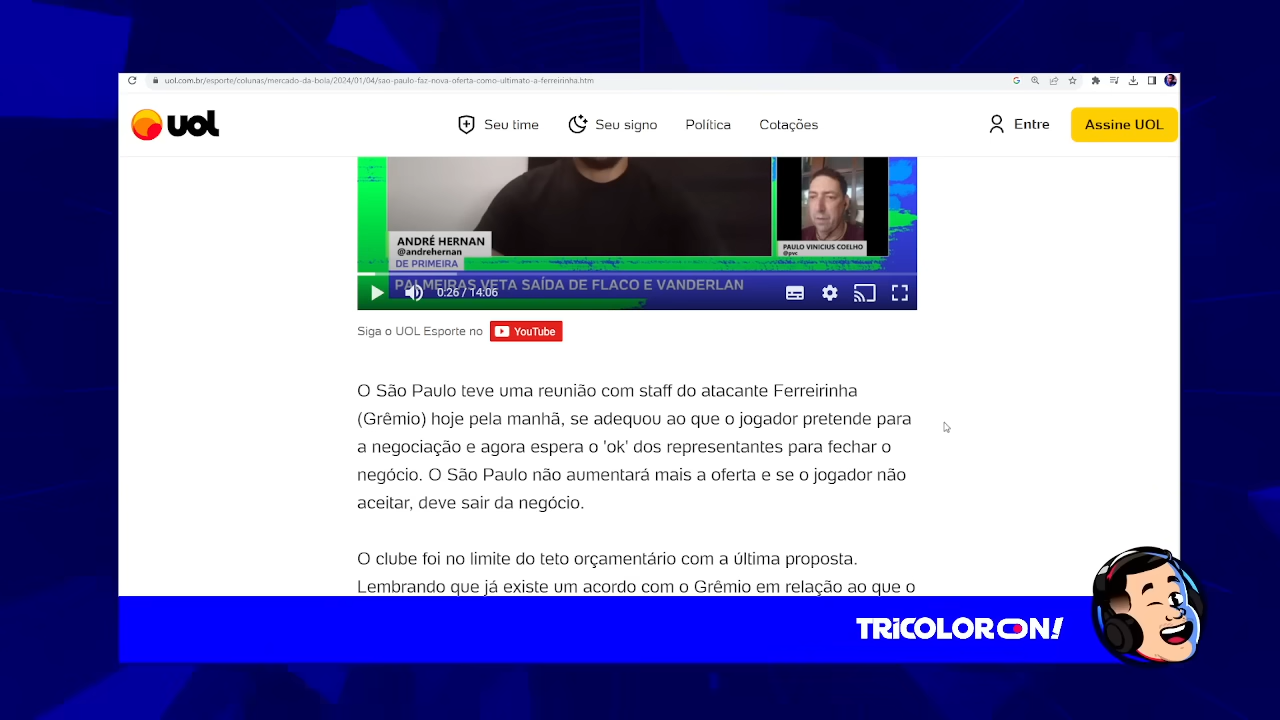 uol.com.br/esporte/colunas/mercado-da-bola/2024/01/04/sao-paulo-faz-nova-oferta-como-ultimato-a-ferreirinha.htm
UOL
Seu time
Seu signo
Política
Cotações
Entre
Assine UOL
ANDRÉ HERNAN
@andrehernan
DE PRIMEIRA
PAULO VINICIUS COELHO
@pvc
PALMEIRAS VETA SAÍDA DE FLACO E VANDERLAN
0:26 / 14:06
Siga o UOL Esporte no
YouTube
O São Paulo teve uma reunião com staff do atacante Ferreirinha
(Grêmio) hoje pela manhã, se adequou ao que o jogador pretende para
a negociação e agora espera o 'ok' dos representantes para fechar o
negócio. O São Paulo não aumentará mais a oferta e se o jogador não
aceitar, deve sair da negócio.
O clube foi no limite do teto orçamentário com a última proposta.
Lembrando que já existe um acordo com o Grêmio em relação ao que o
TRiCOLOR ON!